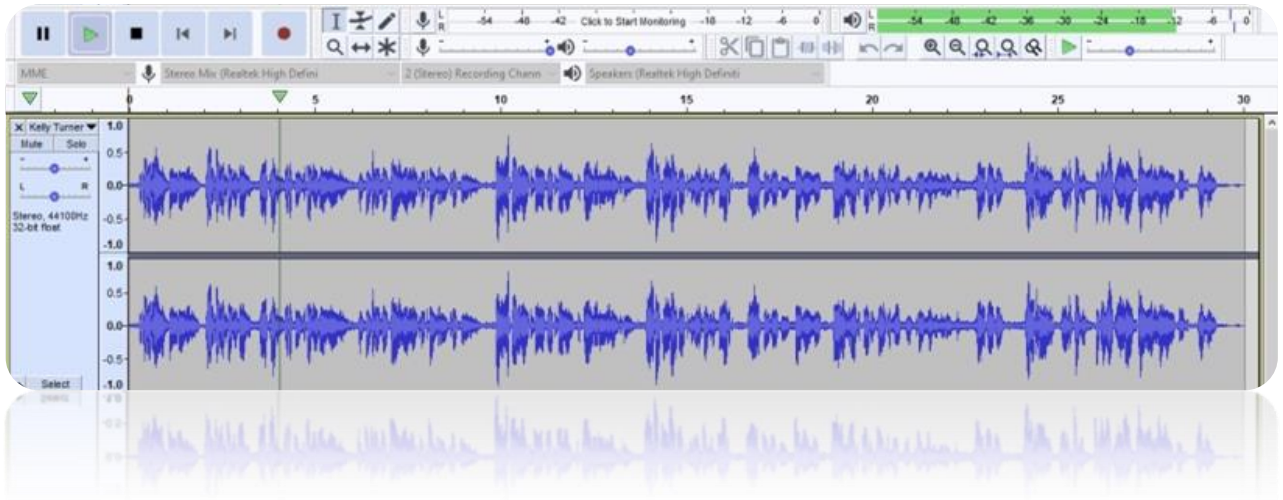 L R -54 -48 -42 Click to Start Monitoring -18 -12 -6 0 L R -54 -48 -42 -36 -30 -24 -18 -12 -6 0
MME Stereo Mix (Realtek High Defini 2 (Stereo) Recording Chann Speakers (Realtek High Definiti
0 5 10 15 20 25 30
x Kelly Turner 1.0
Mute Solo
- + 0.5
L R 0.0
Stereo, 44100Hz -0.5
32-bit float
-1.0
1.0
0.5
0.0
-0.5
Select -1.0